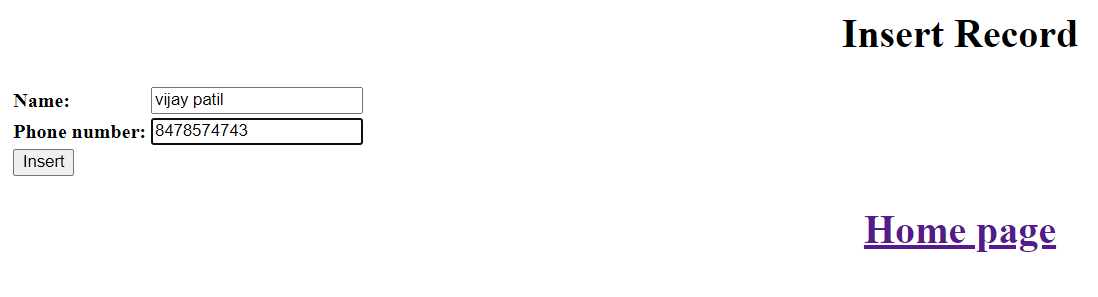 Insert Record
Name: vijay patil
Phone number: 8478574743
Insert
Home page